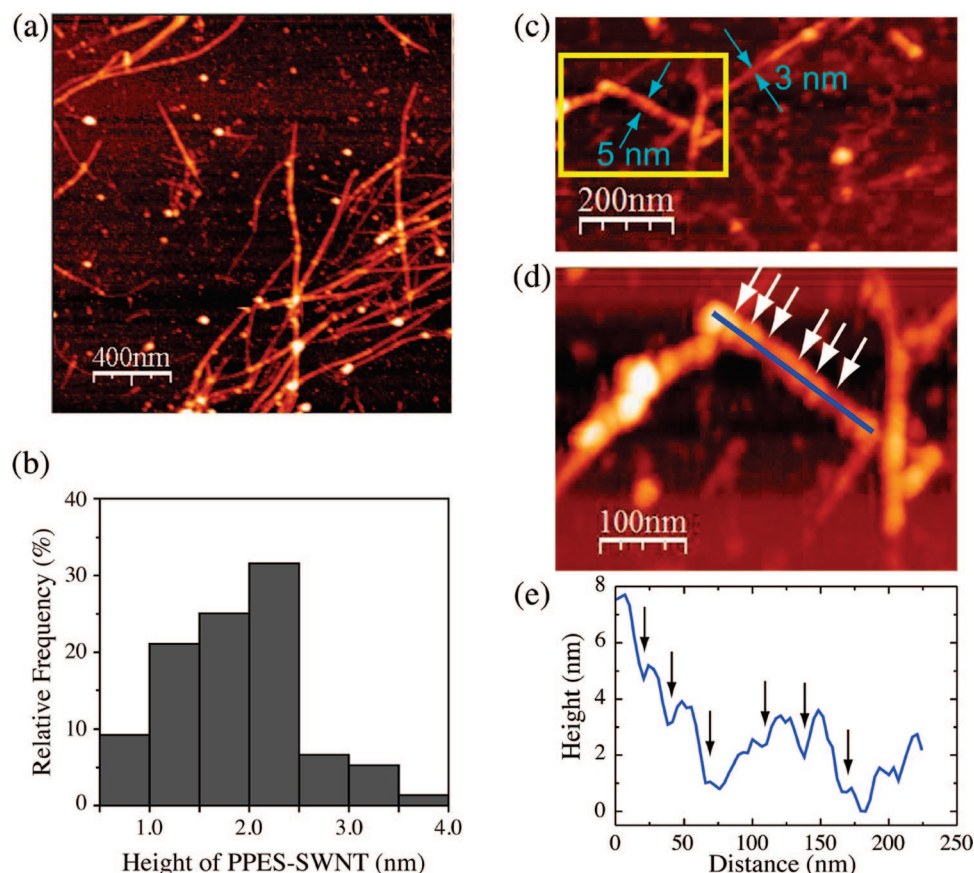 (a)
400nm
(b)
40
30
20
10
0
Relative Frequency (%)
1.0 2.0 3.0 4.0
Height of PPES-SWNT (nm)
(c)
3 nm
5 nm
200nm
(d)
100nm
(e)
8
6
4
2
0
Height (nm)
0 50 100 150 200 250
Distance (nm)